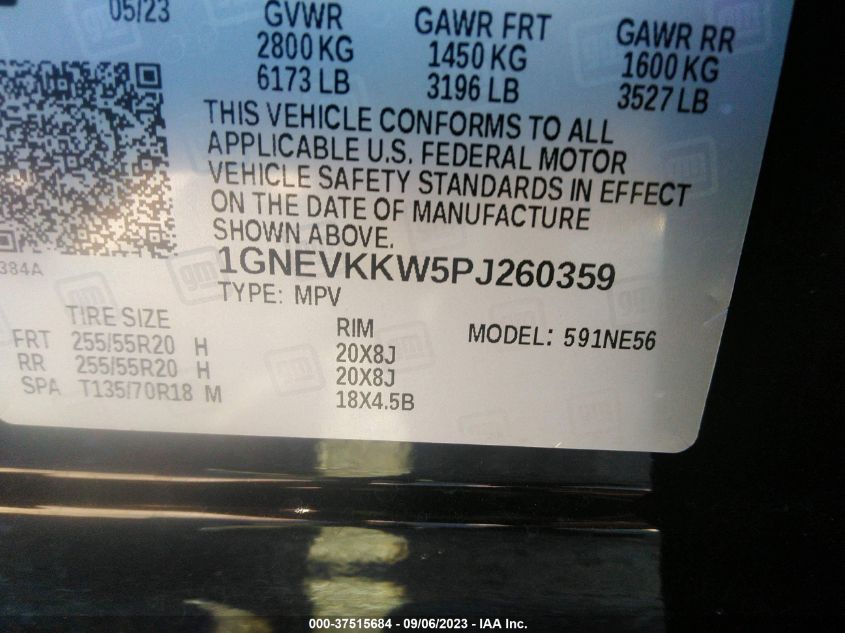 05/23
GVWR
2800 KG
6173 LB
GAWR FRT
1450 KG
3196 LB
GAWR RR
1600 KG
3527 LB
THIS VEHICLE CONFORMS TO ALL
APPLICABLE U.S. FEDERAL MOTOR
VEHICLE SAFETY STANDARDS IN EFFECT
ON THE DATE OF MANUFACTURE
SHOWN ABOVE.
384A
1GNEVKKW5PJ260359
TYPE: MPV
TIRE SIZE RIM MODEL: 591NE56
FRT 255/55R20 H 20X8J
RR 255/55R20 H 20X8J
SPA T135/70R18 M 18X4.5B
000-37515684 - 09/06/2023 - IAA Inc.